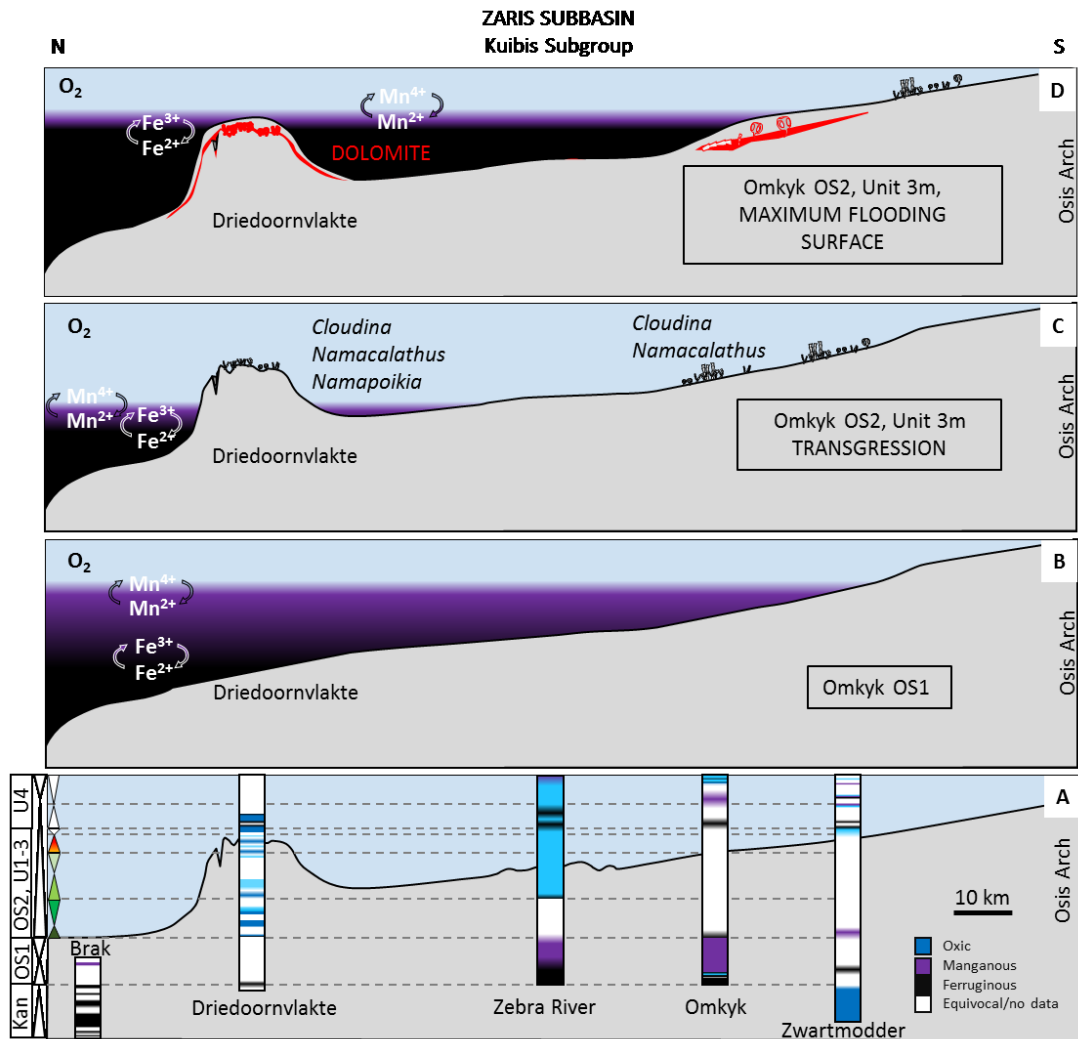 ZARIS SUBBASIN
Kuibis Subgroup
N
S
O₂
D
Mn⁴⁺
Mn²⁺
Fe³⁺
Fe²⁺
DOLOMITE
Driedoornvlakte
Omkyk OS2, Unit 3m,
MAXIMUM FLOODING
SURFACE
Osis Arch
O₂
C
Cloudina
Namacalathus
Namapoikia
Cloudina
Namacalathus
Mn⁴⁺
Mn²⁺
Fe³⁺
Fe²⁺
Driedoornvlakte
Omkyk OS2, Unit 3m
TRANSGRESSION
Osis Arch
O₂
B
Mn⁴⁺
Mn²⁺
Fe³⁺
Fe²⁺
Driedoornvlakte
Omkyk OS1
Osis Arch
A
U4
OS2, U1-3
OS1
Kan
Brak
Driedoornvlakte
Zebra River
Omkyk
Zwartmodder
10 km
Oxic
Manganous
Ferruginous
Equivocal/no data
Osis Arch